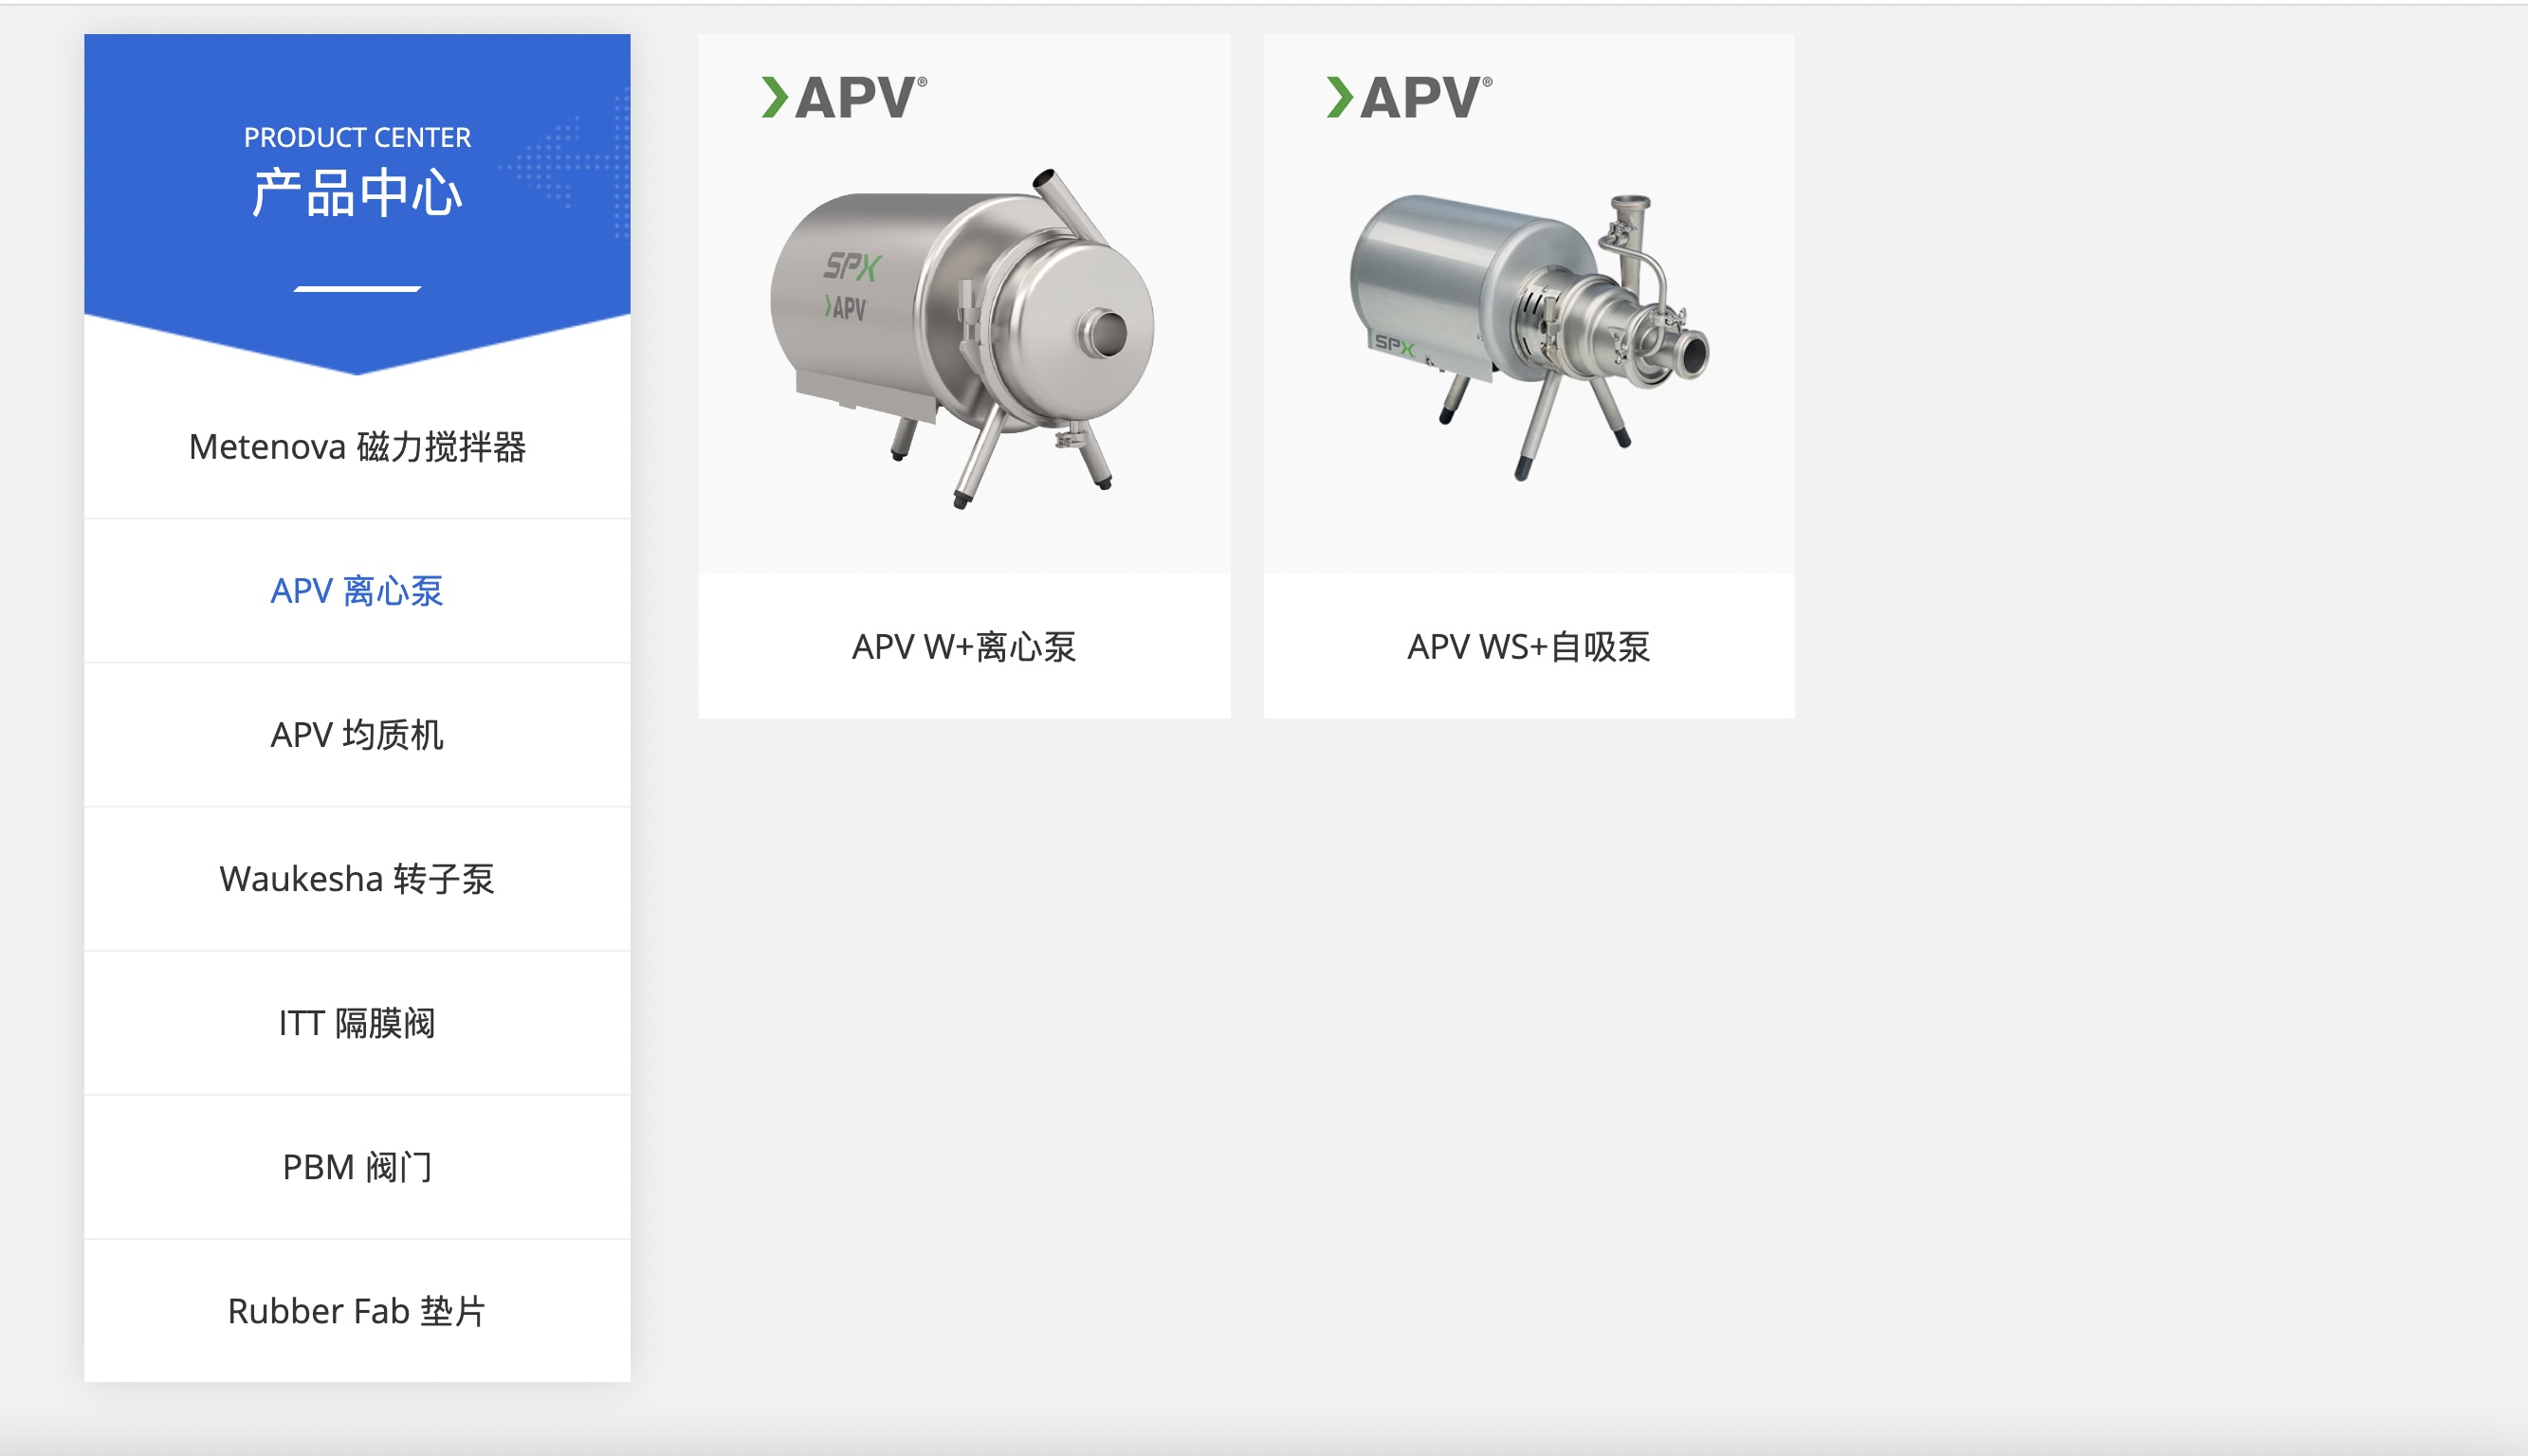 PRODUCT CENTER
产品中心
Metenova 磁力搅拌器
APV 离心泵
APV 均质机
Waukesha 转子泵
ITT 隔膜阀
PBM 阀门
Rubber Fab 垫片
APV®
SPX
APV
APV W+离心泵
APV®
SPX
APV WS+自吸泵